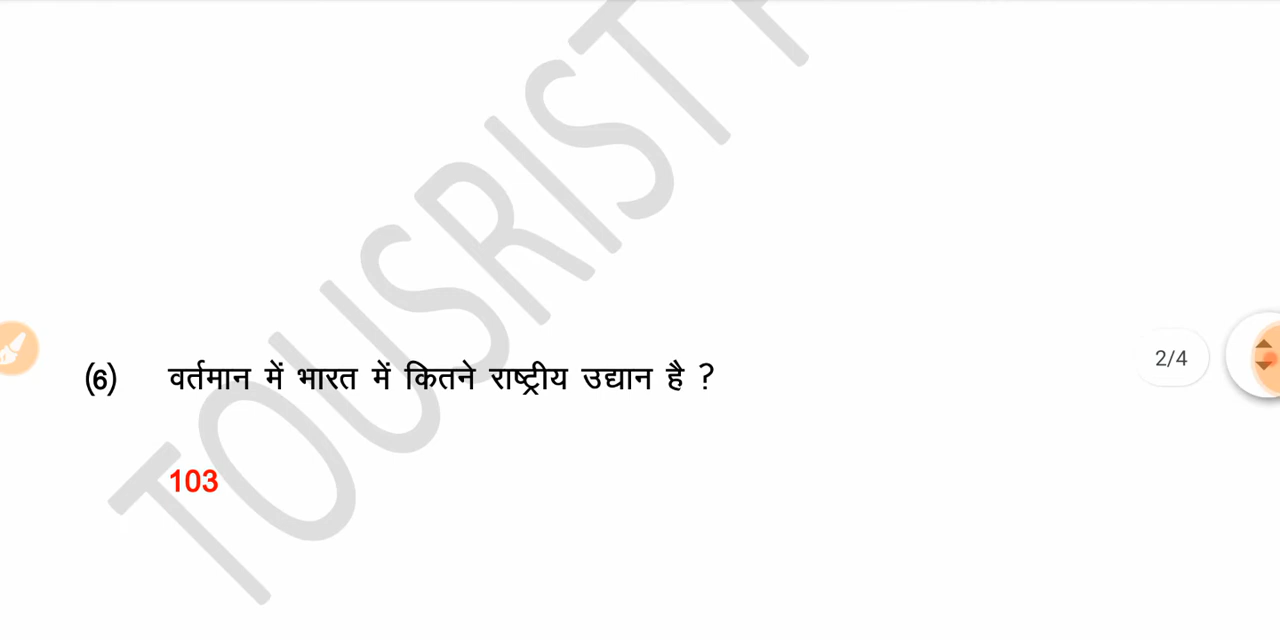 TOUSRIST
(6) वर्तमान में भारत में कितने राष्ट्रीय उद्यान है ?
2/4
103